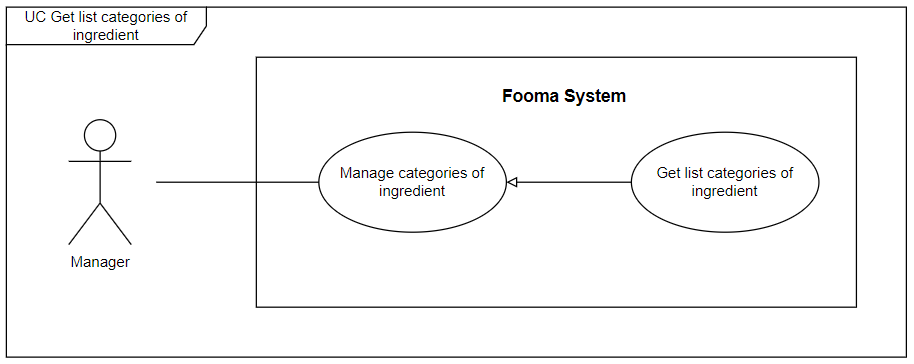 UC Get list categories of
ingredient
Fooma System
Manage categories of
ingredient
Get list categories of
ingredient
Manager